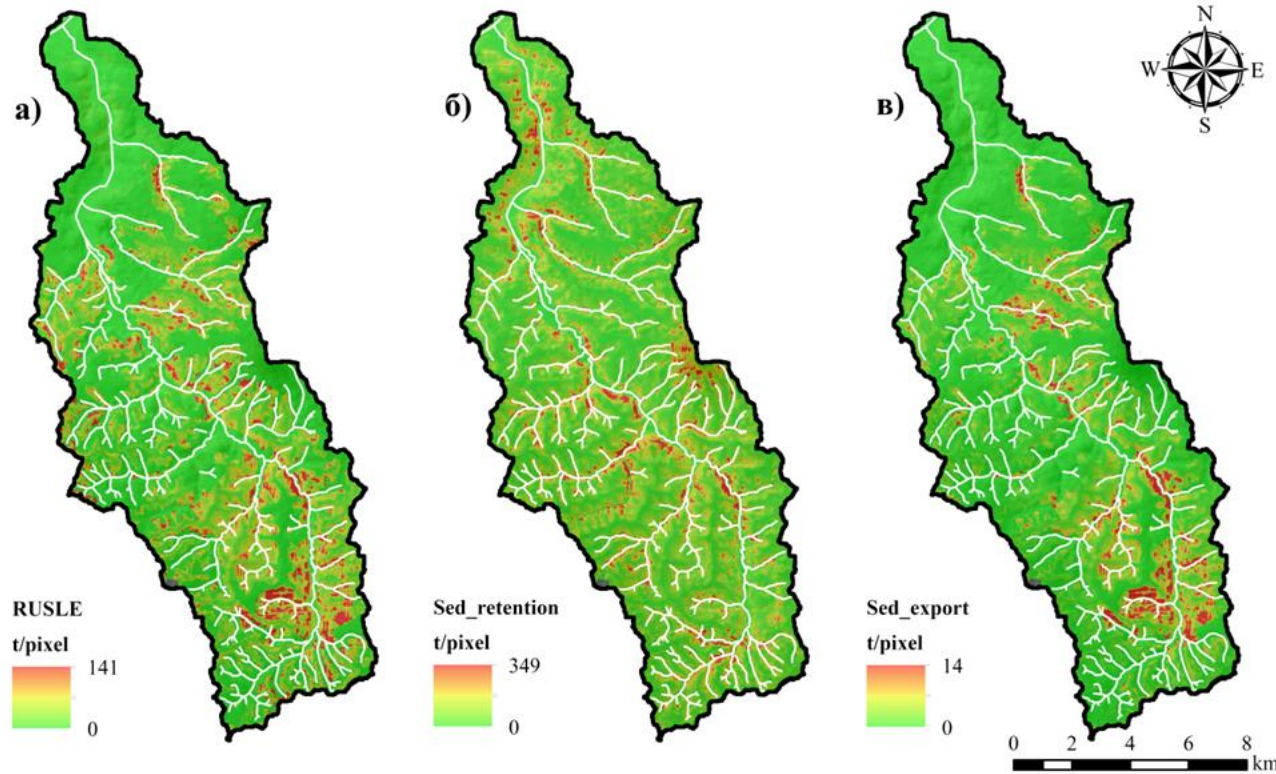 N
W E
S
а)
б)
в)
RUSLE
t/pixel
141
0
Sed_retention
t/pixel
349
0
Sed_export
t/pixel
14
0
0 2 4 6 8
km